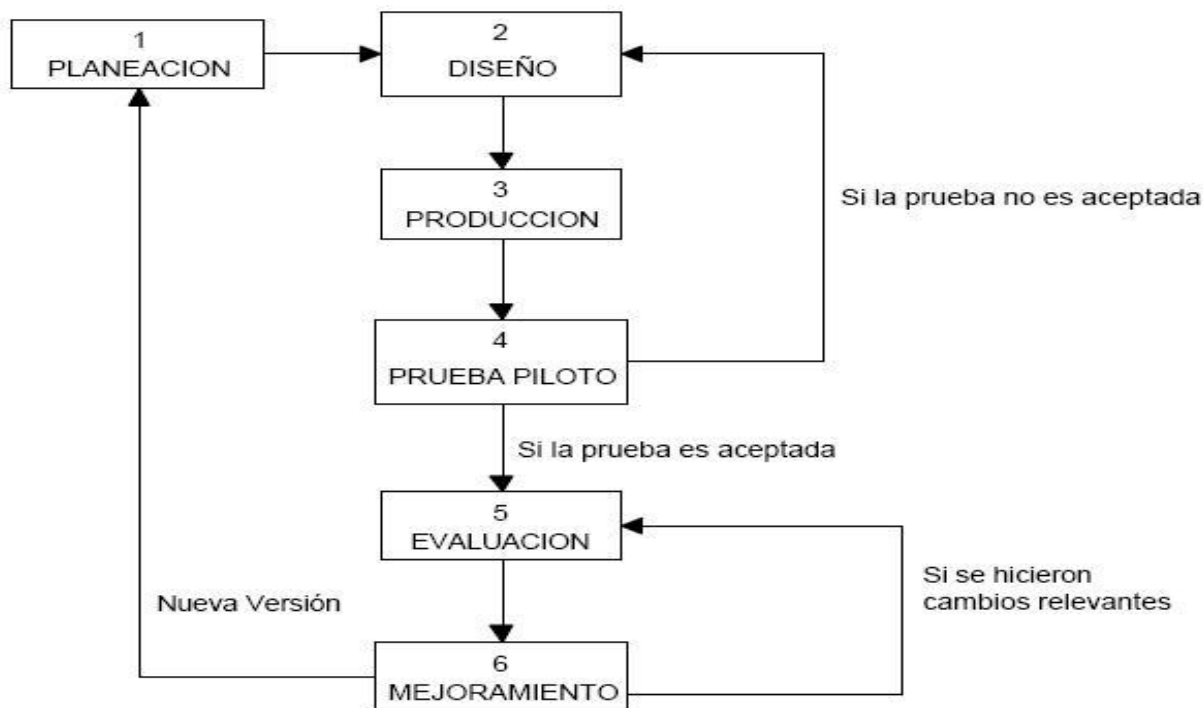 1
PLANEACION
2
DISEÑO
3
PRODUCCION
Si la prueba no es aceptada
4
PRUEBA PILOTO
Si la prueba es aceptada
5
EVALUACION
Si se hicieron
cambios relevantes
Nueva Versión
6
MEJORAMIENTO